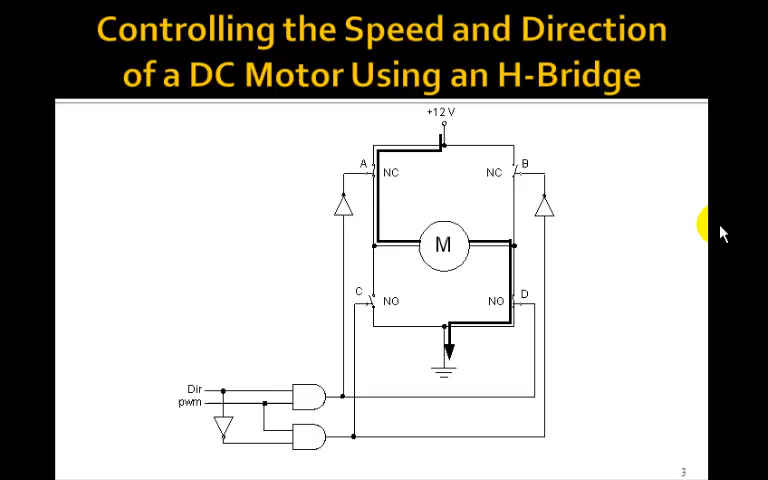 Controlling the Speed and Direction
of a DC Motor Using an H-Bridge
+12 V
A
NC
NC
B
M
C
NO
NO
D
Dir
pwm
3